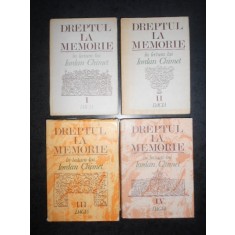 DREPTUL
LA
MEMORIE
în lectura lui
Iordan Chimet
I
DACIA
DREPTUL
LA
MEMORIE
în lectura lui
Iordan Chimet
II
DACIA
DREPTUL
LA
MEMORIE
în lectura lui
Iordan Chimet
III
DACIA
DREPTUL
LA
MEMORIE
în lectura lui
Iordan Chimet
IV
DACIA